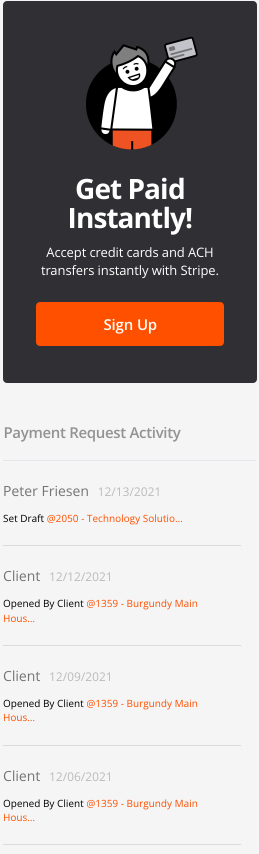 Get Paid
Instantly!
Accept credit cards and ACH
transfers instantly with Stripe.
Sign Up
Payment Request Activity
Peter Friesen 12/13/2021
Set Draft @2050 - Technology Solutio...
Client 12/12/2021
Opened By Client @1359 - Burgundy Main
Hous...
Client 12/09/2021
Opened By Client @1359 - Burgundy Main
Hous...
Client 12/06/2021
Opened By Client @1359 - Burgundy Main
Hous...